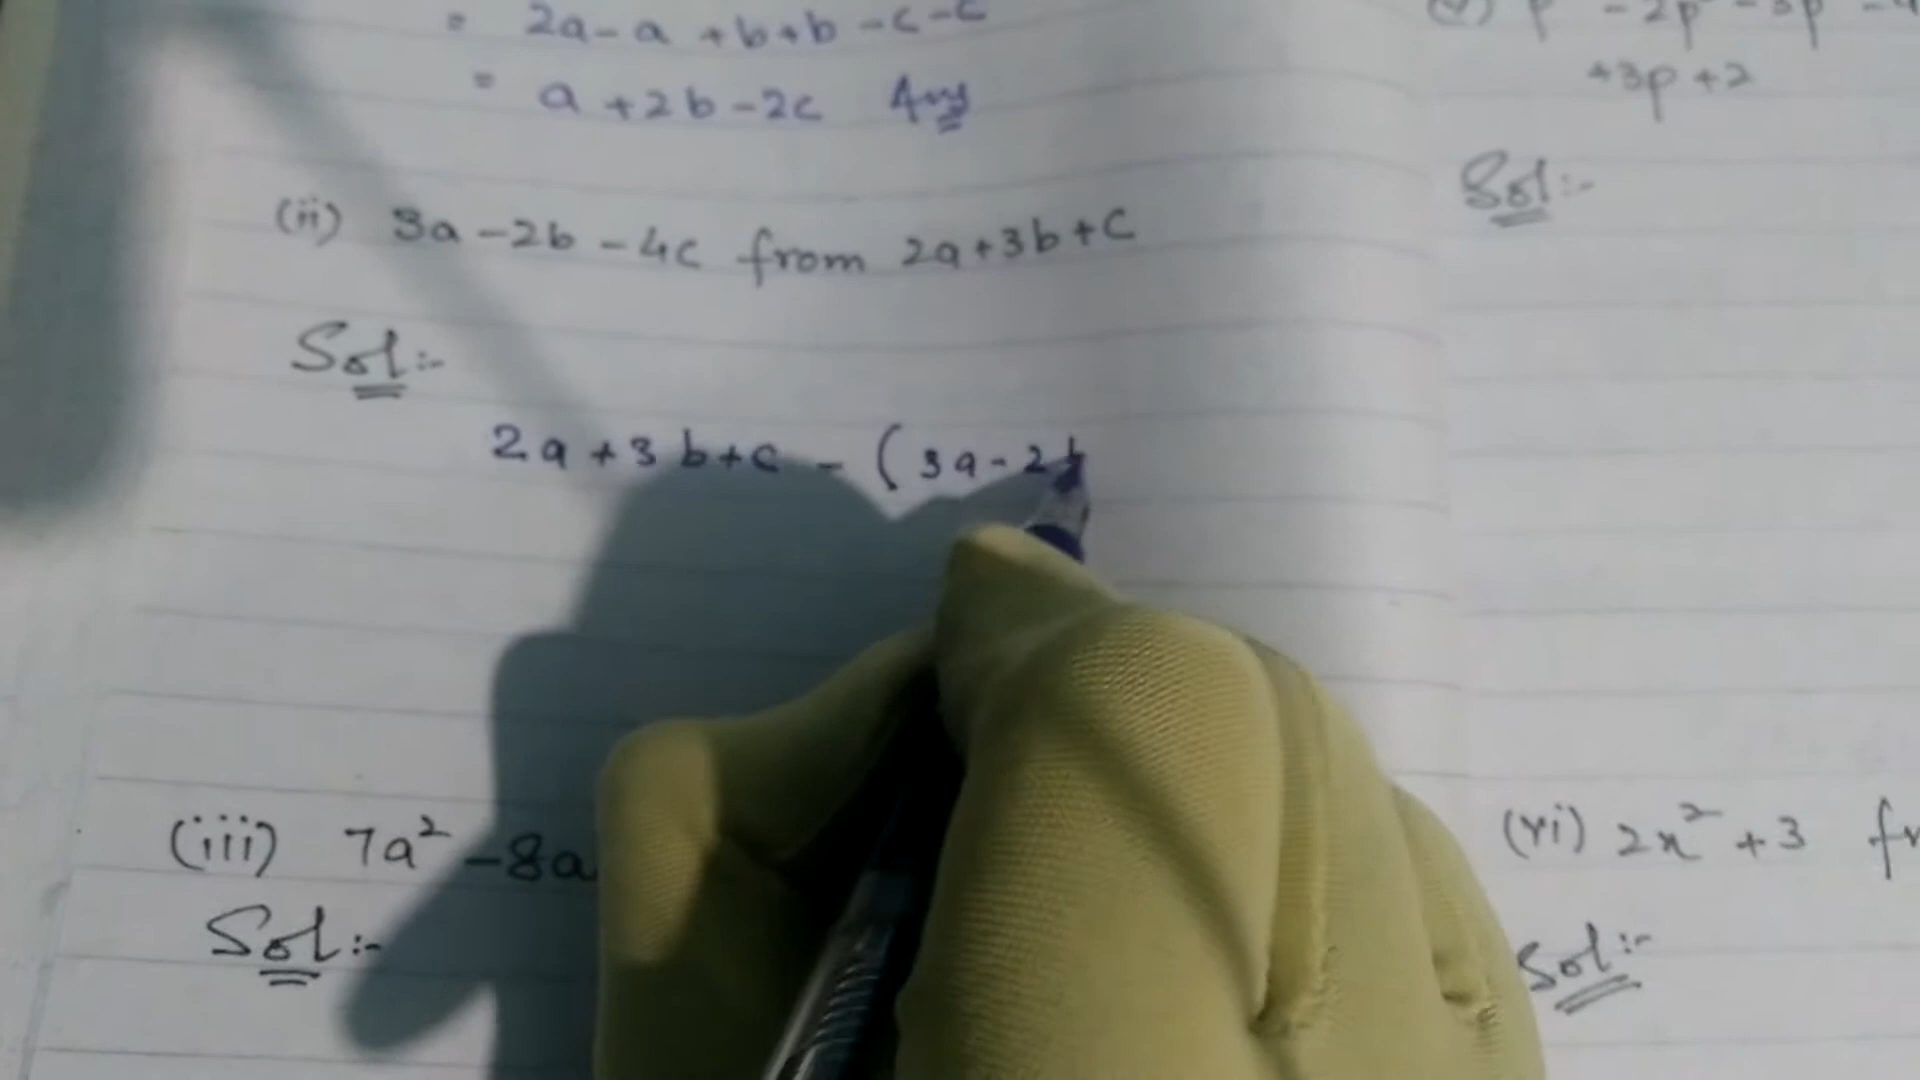 = 2a-a +b+b -c-c
= a +2b-2c Ans
(ii) 3a-2b-4c from 2a+3b+c
Sol:-
2a+3b+c - (3a-2b
(iii) 7a² -8a
Sol:-
+3p+2
Sol:-
(vi) 2x² +3
Sol:-